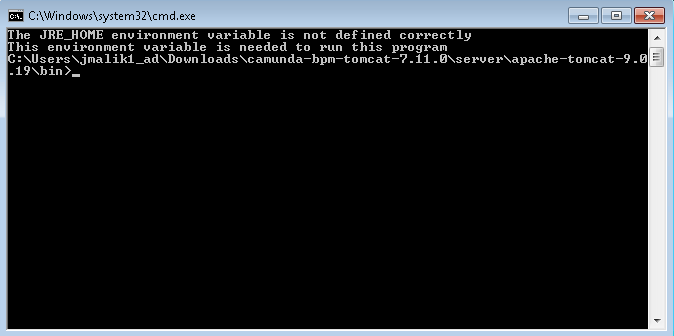 C:\Windows\system32\cmd.exe
The JRE_HOME environment variable is not defined correctly
This environment variable is needed to run this program
C:\Users\jmalik1_ad\Downloads\camunda-bpm-tomcat-7.11.0\server\apache-tomcat-9.0
.19\bin>_